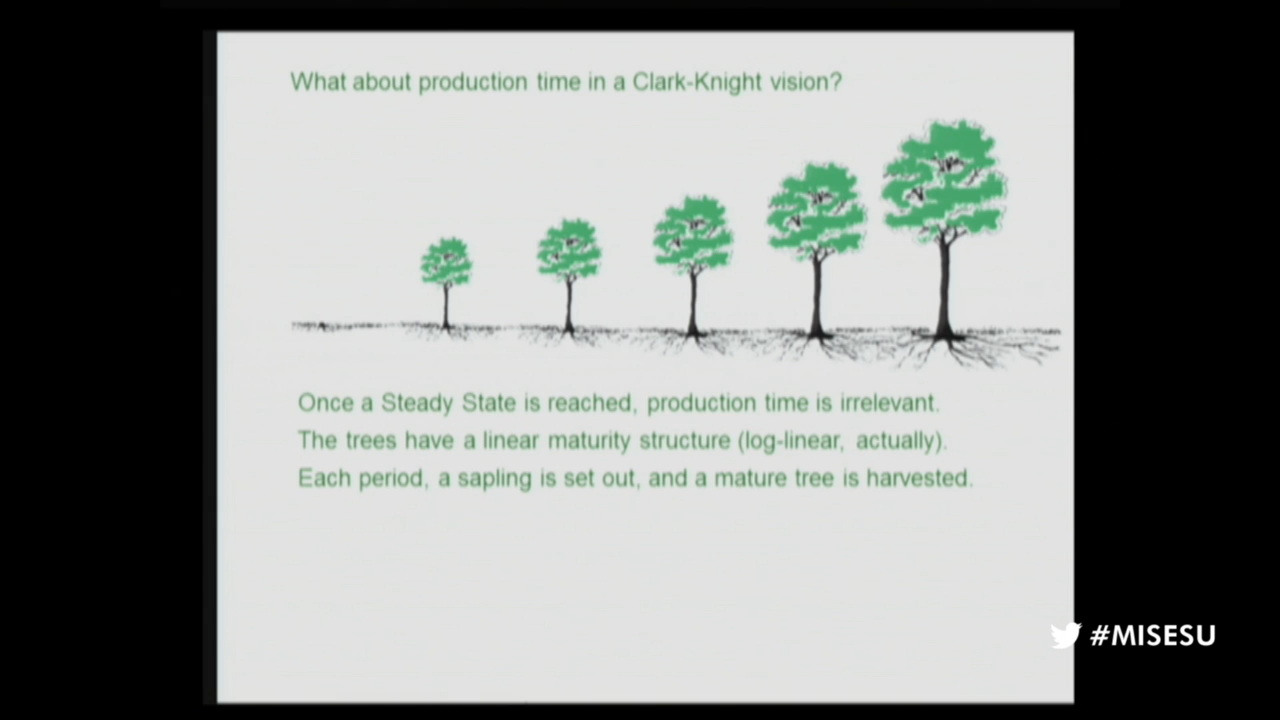 What about production time in a Clark-Knight vision?
Once a Steady State is reached, production time is irrelevant.
The trees have a linear maturity structure (log-linear, actually).
Each period, a sapling is set out, and a mature tree is harvested.
#MISESU